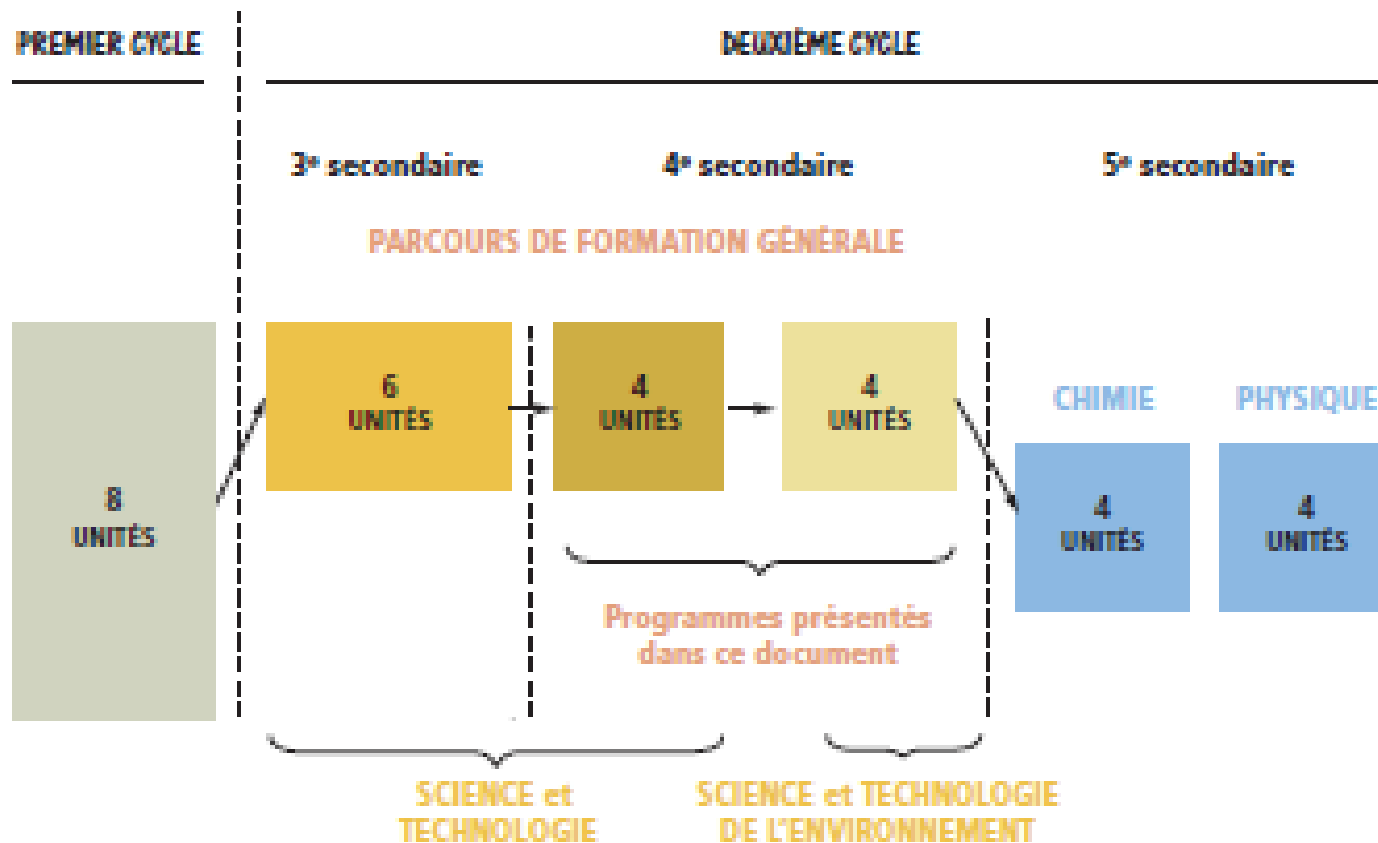 PREMIER CYCLE
DEUXIÈME CYCLE
3e secondaire
4e secondaire
5e secondaire
PARCOURS DE FORMATION GÉNÉRALE
8
UNITÉS
6
UNITÉS
4
UNITÉS
4
UNITÉS
CHIMIE
PHYSIQUE
4
UNITÉS
4
UNITÉS
Programmes présentés
dans ce document
SCIENCE et
TECHNOLOGIE
SCIENCE et TECHNOLOGIE
DE L'ENVIRONNEMENT